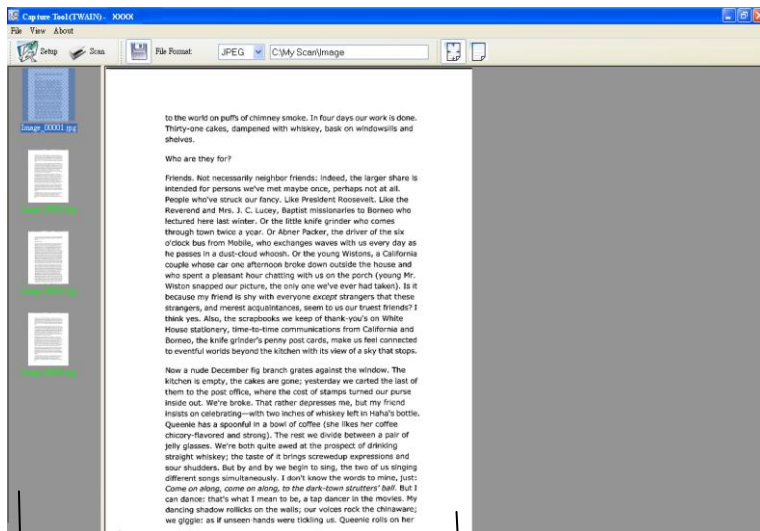 Capture Tool(TWAIN) - XXXX
File View About
Setup Scan File Format: JPEG C:\My Scan\Image
Image_00001.jpg
to the world on puffs of chimney smoke. In four days our work is done.
Thirty-one cakes, dampened with whiskey, bask on windowsills and
shelves.
Who are they for?
Friends. Not necessarily neighbor friends: indeed, the larger share is
intended for persons we've met maybe once, perhaps not at all.
People who've struck our fancy. Like President Roosevelt. Like the
Reverend and Mrs. J. C. Lucey, Baptist missionaries to Borneo who
lectured here last winter. Or the little knife grinder who comes
through town twice a year. Or Abner Packer, the driver of the six
o'clock bus from Mobile, who exchanges waves with us every day as
he passes in a dust-cloud whoosh. Or the young Wistons, a California
couple whose car one afternoon broke down outside the house and
who spent a pleasant hour chatting with us on the porch (young Mr.
Wiston snapped our picture, the only one we've ever had taken). Is it
because my friend is shy with everyone except strangers that these
strangers, and merest acquaintances, seem to us our truest friends? I
think yes. Also, the scrapbooks we keep of thank-you's on White
House stationery, time-to-time communications from California and
Borneo, the knife grinder's penny post cards, make us feel connected
to eventful worlds beyond the kitchen with its view of a sky that stops.
Now a nude December fig branch grates against the window. The
kitchen is empty, the cakes are gone; yesterday we carted the last of
them to the post office, where the cost of stamps turned our purse
inside out. We're broke. That rather depresses me, but my friend
insists on celebrating—with two inches of whiskey left in Haha's bottle.
Queenie has a spoonful in a bowl of coffee (she likes her coffee
chicory-flavored and strong). The rest we divide between a pair of
jelly glasses. We're both quite awed at the prospect of drinking
straight whiskey; the taste of it brings screwedup expressions and
sour shudders. But by and by we begin to sing, the two of us singing
different songs simultaneously. I don't know the words to mine, just:
Come on along, come on along, to the dark-town strutters' ball. But I
can dance: that's what I mean to be, a tap dancer in the movies. My
dancing shadow rollicks on the walls; our voices rock the chinaware;
we giggle: as if unseen hands were tickling us. Queenie rolls on her